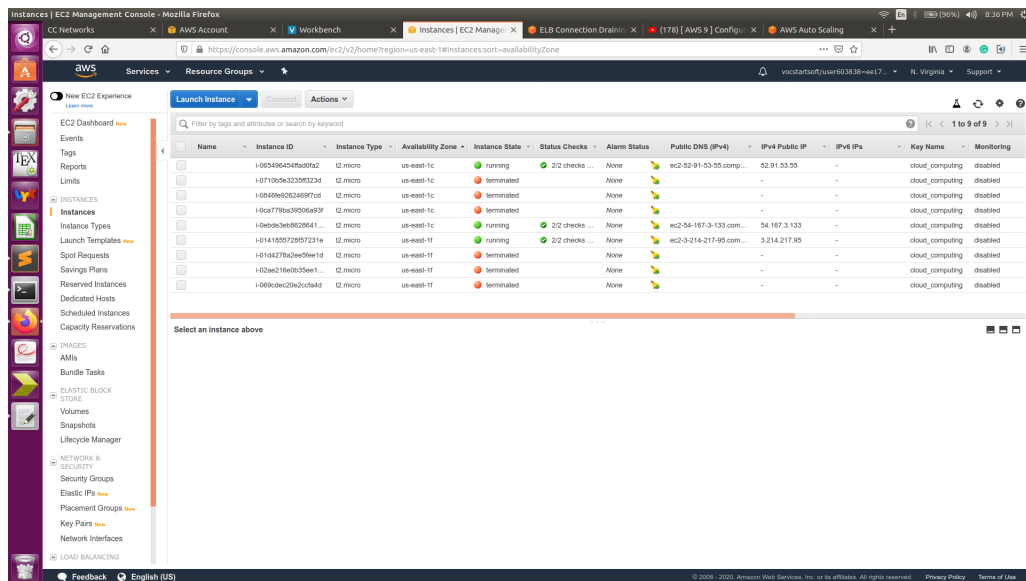 Instances | EC2 Management Console - Mozilla Firefox
En (96%) 8:36 PM
CC Networks
AWS Account
Workbench
Instances | EC2 Manage
ELB Connection Drainin
(178) [ AWS 9 ] Configu
AWS Auto Scaling
https://console.aws.amazon.com/ec2/v2/home?region=us-east-1#Instances:sort=availabilityZone
aws Services Resource Groups vocstartsoft/user603838=ee17... N. Virginia Support
New EC2 Experience
Learn more
EC2 Dashboard New
Events
Tags
Reports
Limits
INSTANCES
Instances
Instance Types
Launch Templates New
Spot Requests
Savings Plans
Reserved Instances
Dedicated Hosts
Scheduled Instances
Capacity Reservations
IMAGES
AMIs
Bundle Tasks
ELASTIC BLOCK
STORE
Volumes
Snapshots
Lifecycle Manager
NETWORK &
SECURITY
Security Groups
Elastic IPs New
Placement Groups New
Key Pairs New
Network Interfaces
LOAD BALANCING
Launch Instance Connect Actions
Filter by tags and attributes or search by keyword
1 to 9 of 9
Name Instance ID Instance Type Availability Zone Instance State Status Checks Alarm Status Public DNS (IPv4) IPv4 Public IP IPv6 IPs Key Name Monitoring
i-065496454ffad0fa2 t2.micro us-east-1c running 2/2 checks ... None ec2-52-91-53-55.comp... 52.91.53.55 - cloud_computing disabled
i-0710b5e3235ff323d t2.micro us-east-1c terminated None - - cloud_computing disabled
i-0846fe9262469f7cd t2.micro us-east-1c terminated None - - cloud_computing disabled
i-0ca779ba39506a93f t2.micro us-east-1c terminated None - - cloud_computing disabled
i-0ebde3eb8628641... t2.micro us-east-1c running 2/2 checks ... None ec2-54-167-3-133.com... 54.167.3.133 - cloud_computing disabled
i-0141855728f57231e t2.micro us-east-1f running 2/2 checks ... None ec2-3-214-217-95.com... 3.214.217.95 - cloud_computing disabled
i-01d4278a2ee5fee1d t2.micro us-east-1f terminated None - - cloud_computing disabled
i-02ae216e0b35ee1... t2.micro us-east-1f terminated None - - cloud_computing disabled
i-069cdec20e2ccfa4d t2.micro us-east-1f terminated None - - cloud_computing disabled
Select an instance above
Feedback English (US)
© 2008 - 2020, Amazon Web Services, Inc. or its affiliates. All rights reserved. Privacy Policy Terms of Use